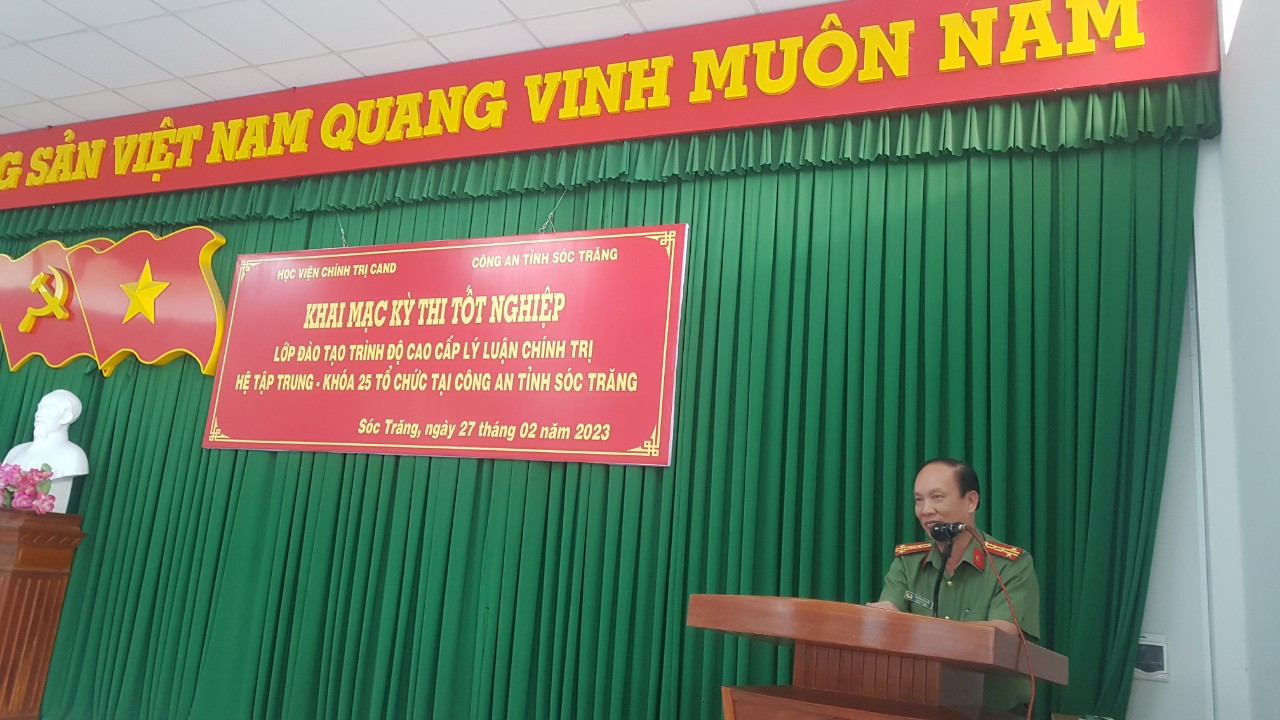 G SẢN VIỆT NAM QUANG VINH MUÔN NĂM
HỌC VIỆN CHÍNH TRỊ CAND
CÔNG AN TỈNH SÓC TRĂNG
KHAI MẠC KỲ THI TỐT NGHIỆP
LỚP ĐÀO TẠO TRÌNH ĐỘ CAO CẤP LÝ LUẬN CHÍNH TRỊ
HỆ TẬP TRUNG - KHÓA 25 TỔ CHỨC TẠI CÔNG AN TỈNH SÓC TRĂNG
Sóc Trăng, ngày 27 tháng 02 năm 2023